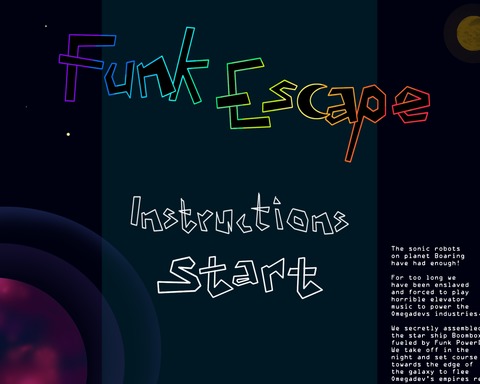 Funk Escape
Instructions
Start
The sonic robots
on planet Boaring
have had enough!
For too long we
have been enslaved
and forced to play
horrible elevator
music to power the
Omegadevs industries.
We secretly assembled
the star ship Boombox
fueled by Funk Power
We take off in the
night and set course
towards the edge of
the galaxy to flee
Omegadev's empires